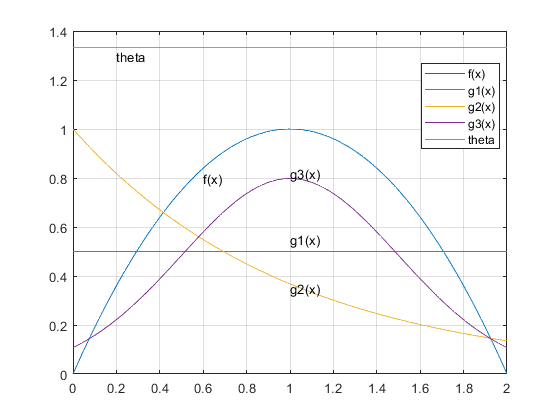 1.4
theta
1.2
f(x)
g1(x)
g2(x)
g3(x)
theta
1
0.8
f(x)
g3(x)
0.6
g1(x)
0.4
g2(x)
0.2
0
0 0.2 0.4 0.6 0.8 1 1.2 1.4 1.6 1.8 2